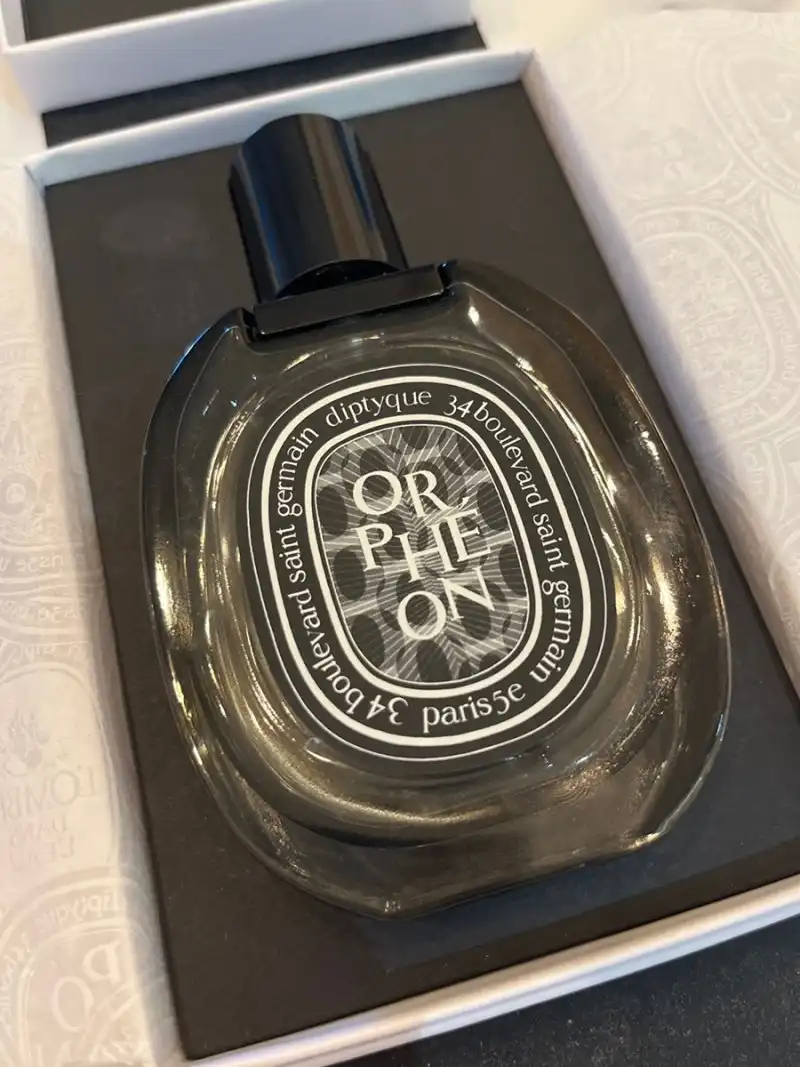 diptyque 34 boulevard saint germain
paris5e
34 boulevard saint germain
OR
PHÉ
ON